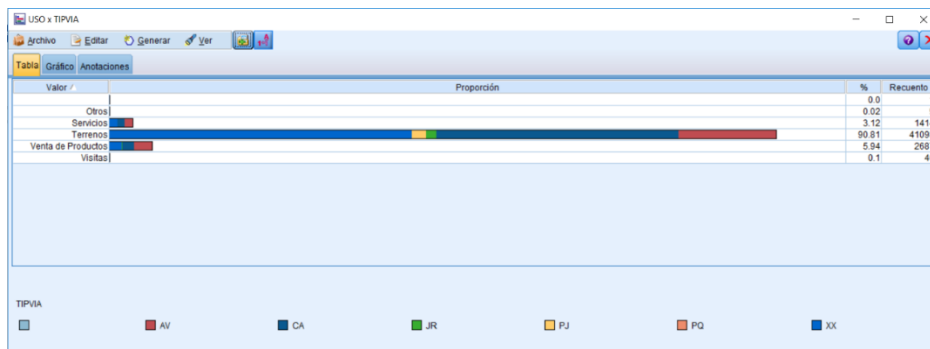 USO x TIPVIA
Archivo Editar Generar Ver
Tabla Gráfico Anotaciones
Valor Proporción % Recuento
0.0
Otros 0.02
Servicios 3.12 141
Terrenos 90.81 4109
Venta de Productos 5.94 268
Visitas 0.1 4
TIPVIA
AV CA JR PJ PQ XX